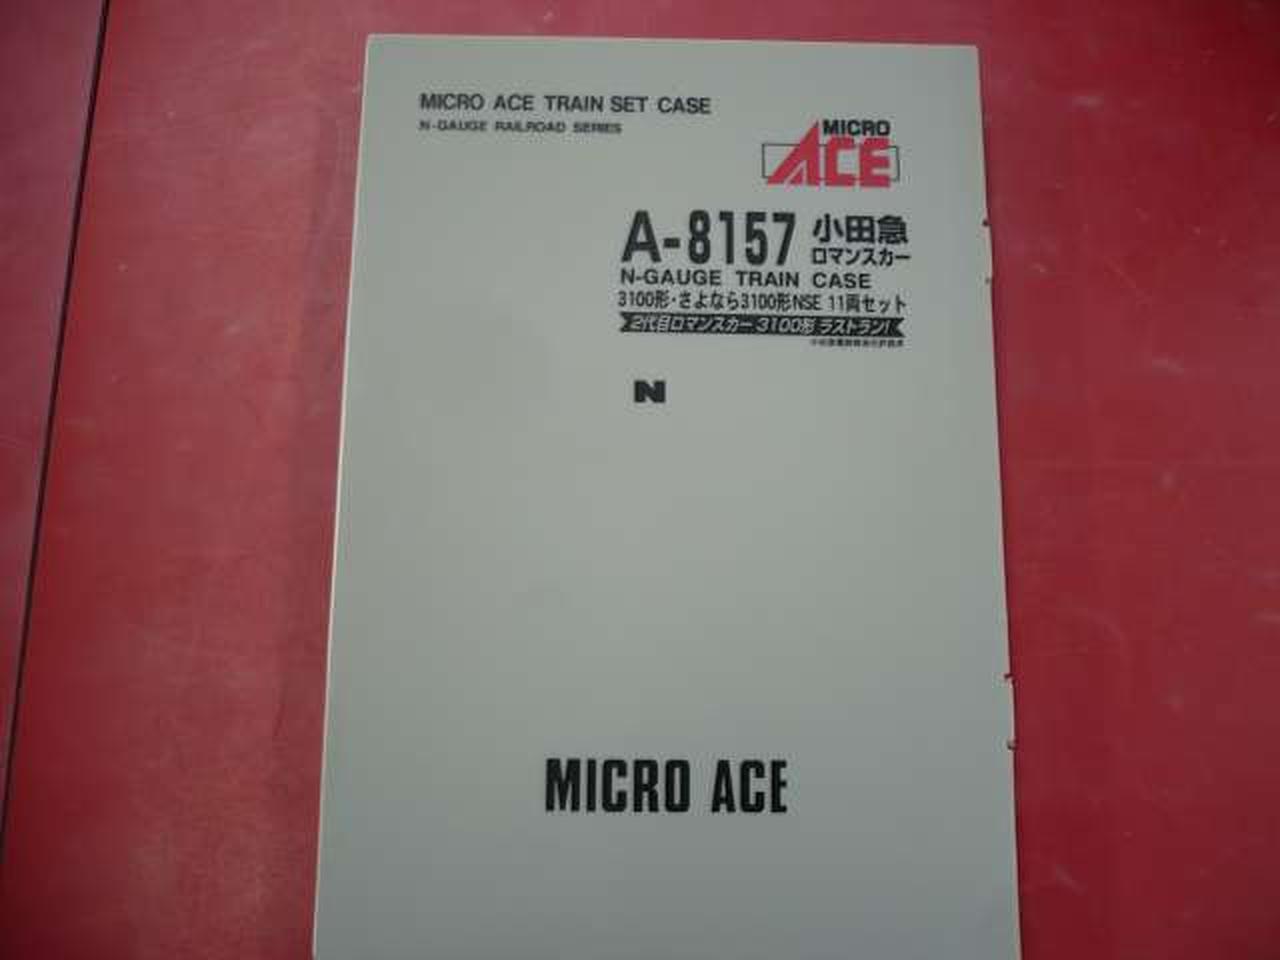 MICRO ACE TRAIN SET CASE
N-GAUGE RAILROAD SERIES
MICRO
ACE
A-8157 小田急
ロマンスカー
N-GAUGE TRAIN CASE
3100形・さよなら3100形NSE 11両セット
2代目ロマンスカー 3100形 ラストラン!
N
MICRO ACE